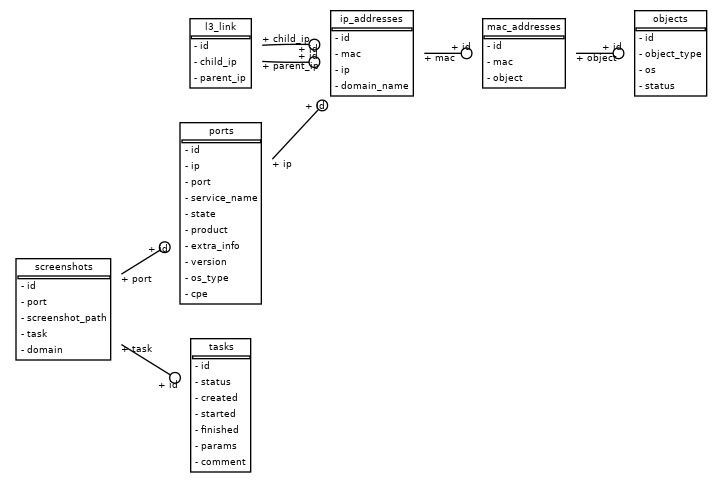 l3_link
- id
- child_ip
- parent_ip
+ child_ip
+ id
+ id
+ parent_ip
ip_addresses
- id
- mac
- ip
- domain_name
+ id
+ mac
mac_addresses
- id
- mac
- object
+ id
+ object
objects
- id
- object_type
- os
- status
+ id
+ ip
ports
- id
- ip
- port
- service_name
- state
- product
- extra_info
- version
- os_type
- cpe
+ id
+ port
screenshots
- id
- port
- screenshot_path
- task
- domain
+ task
+ id
tasks
- id
- status
- created
- started
- finished
- params
- comment